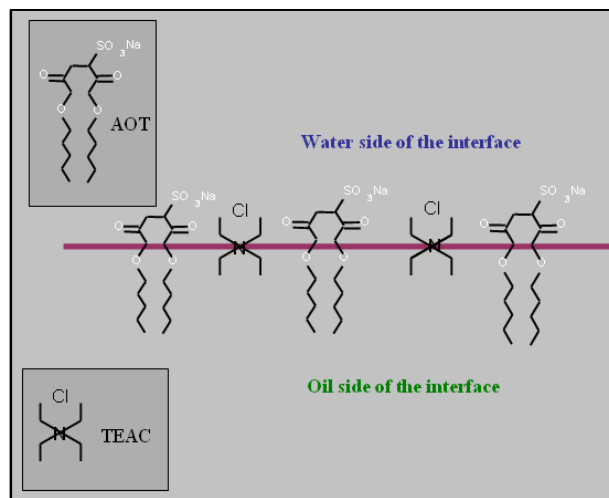 SO3Na
O
O
O
O
AOT
Water side of the interface
SO3Na
Cl
SO3Na
Cl
SO3Na
O
O
N
O
O
N
O
O
O
O
O
O
O
O
Oil side of the interface
Cl
N
TEAC